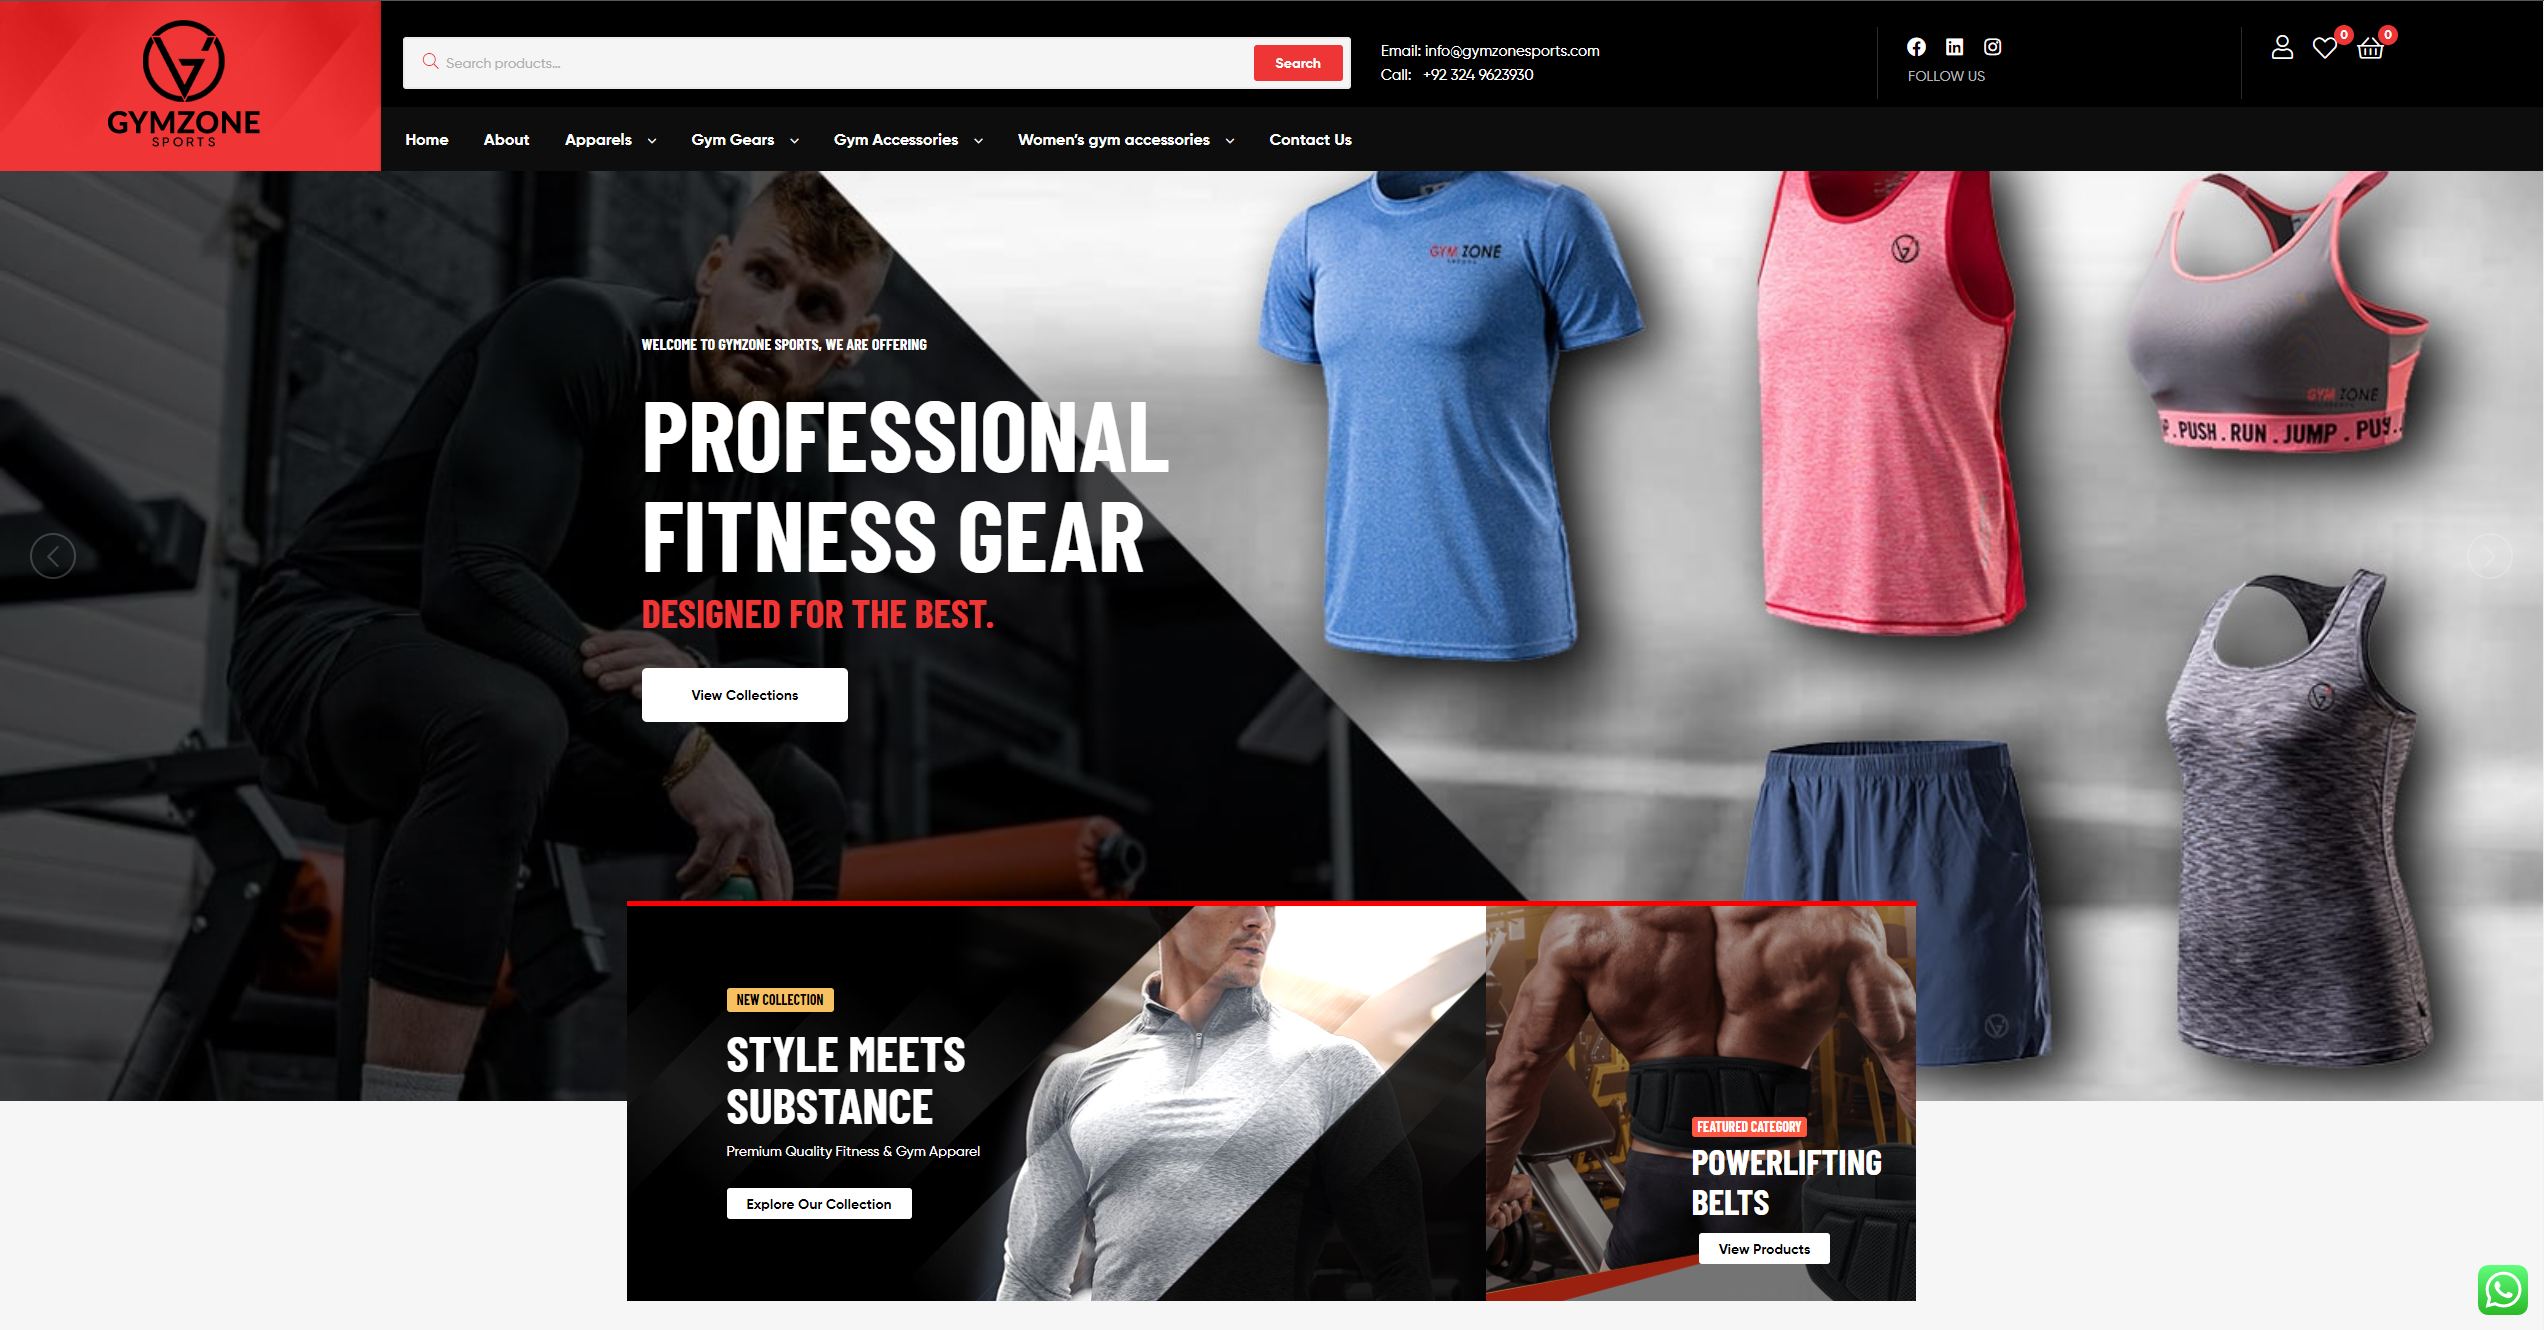 GYMZONE
SPORTS
Search products...
Search
Email: info@gymzonesports.com
Call: +92 324 9623930
FOLLOW US
0
0
Home
About
Apparels
Gym Gears
Gym Accessories
Women's gym accessories
Contact Us
WELCOME TO GYMZONE SPORTS, WE ARE OFFERING
PROFESSIONAL
FITNESS GEAR
DESIGNED FOR THE BEST.
View Collections
GYM ZONE
GYM ZONE
P . PUSH . RUN . JUMP . PUS
NEW COLLECTION
STYLE MEETS
SUBSTANCE
Premium Quality Fitness & Gym Apparel
Explore Our Collection
FEATURED CATEGORY
POWERLIFTING
BELTS
View Products